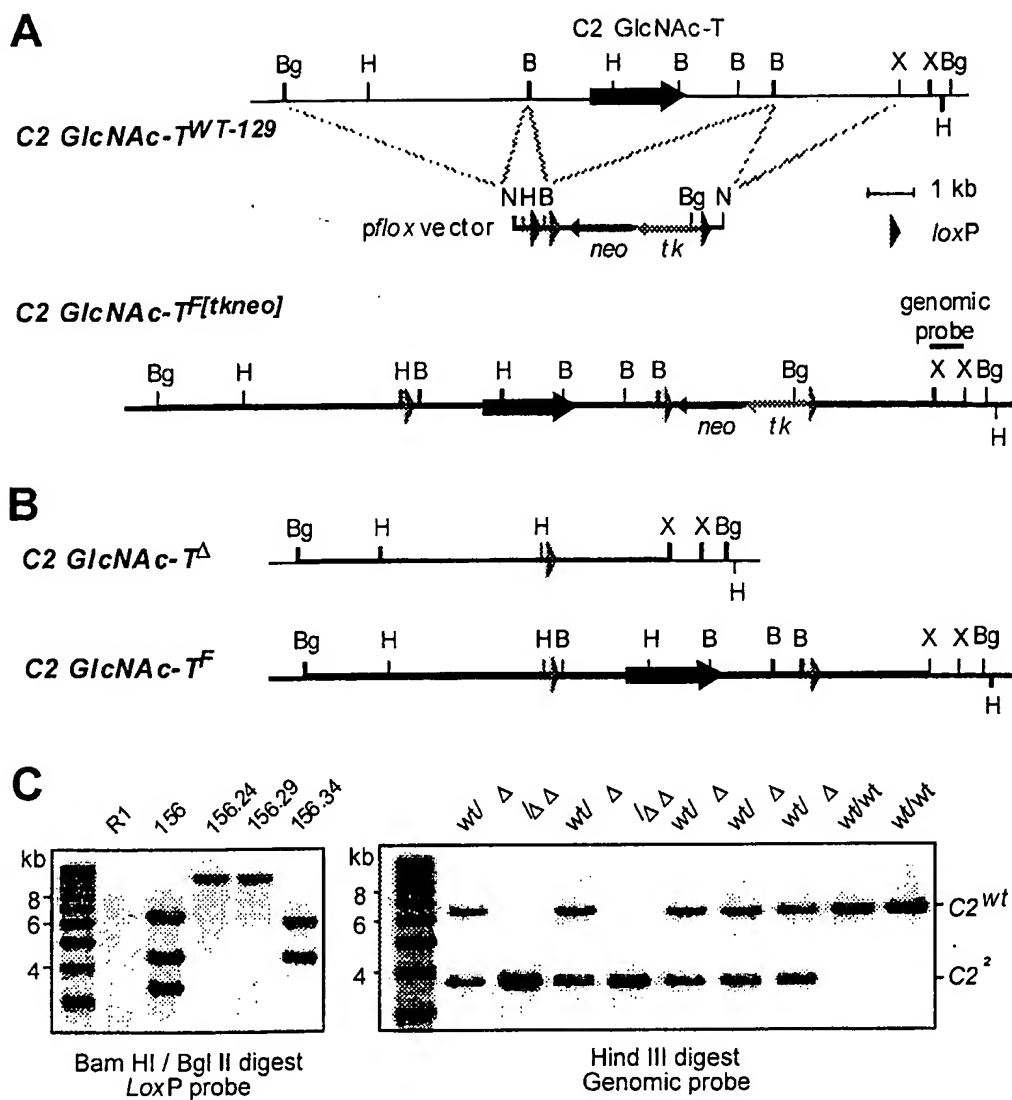 A
C2 GlcNAc-T
Bg H B H B B B X X Bg
H
C2 GlcNAc-T^WT-129
N H B Bg N
1 kb
pflox vector
neo tk
loxP
C2 GlcNAc-T^F[tkneo]
genomic
probe
Bg H H B H B B B Bg X X Bg
neo tk
H
B
Bg H H X X Bg
C2 GlcNAc-T^Δ
H
Bg H H B H B B B X X Bg
C2 GlcNAc-T^F
H
C
R1 156 156.24 156.29 156.34
wt/ Δ /Δ Δ wt/ Δ /Δ Δ wt/ Δ wt/ Δ wt/ Δ wt/wt wt/wt
kb
8
6
4
kb
8
6
4
C2^wt
C2^2
Bam HI / Bgl II digest
LoxP probe
Hind III digest
Genomic probe